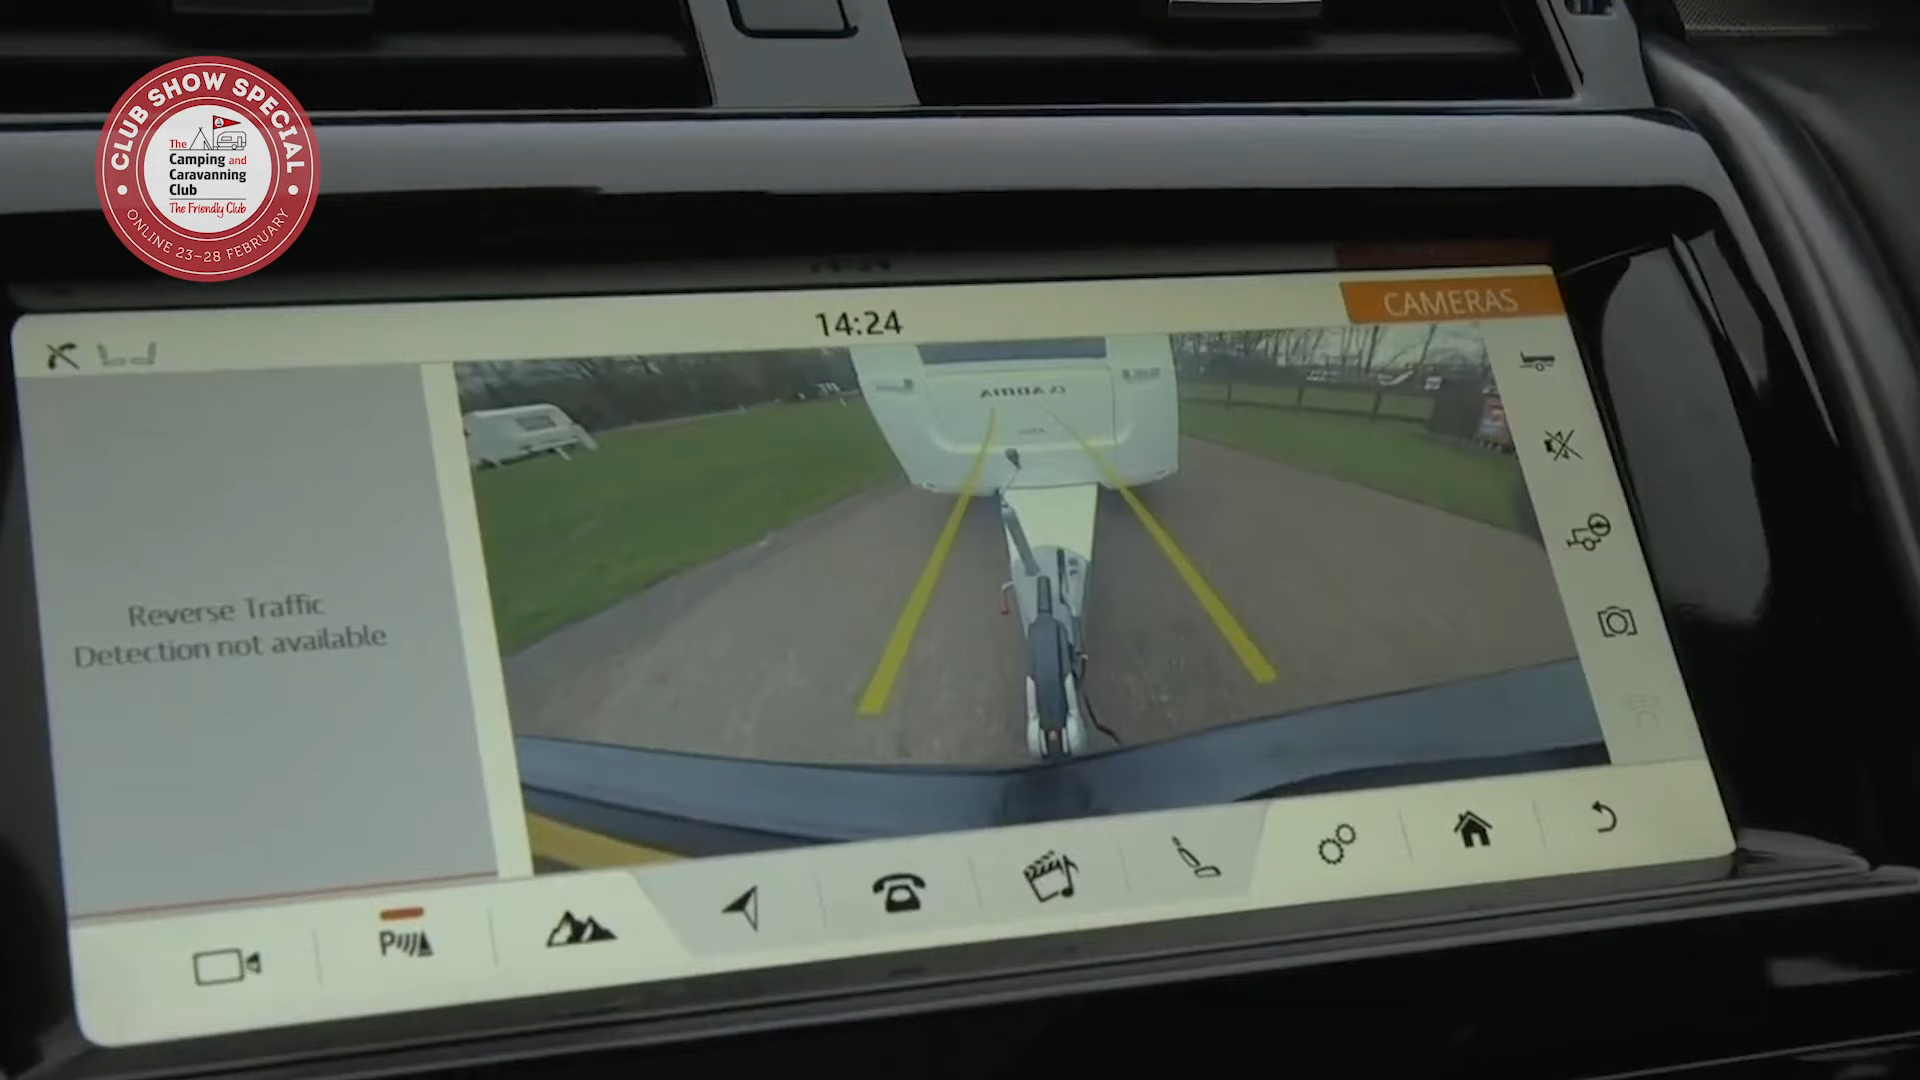 CLUB SHOW SPECIAL
The
Camping and
Caravanning
Club
The Friendly Club
ONLINE 23-28 FEBRUARY
14:24
CAMERAS
ADRIA
Reverse Traffic
Detection not available
P